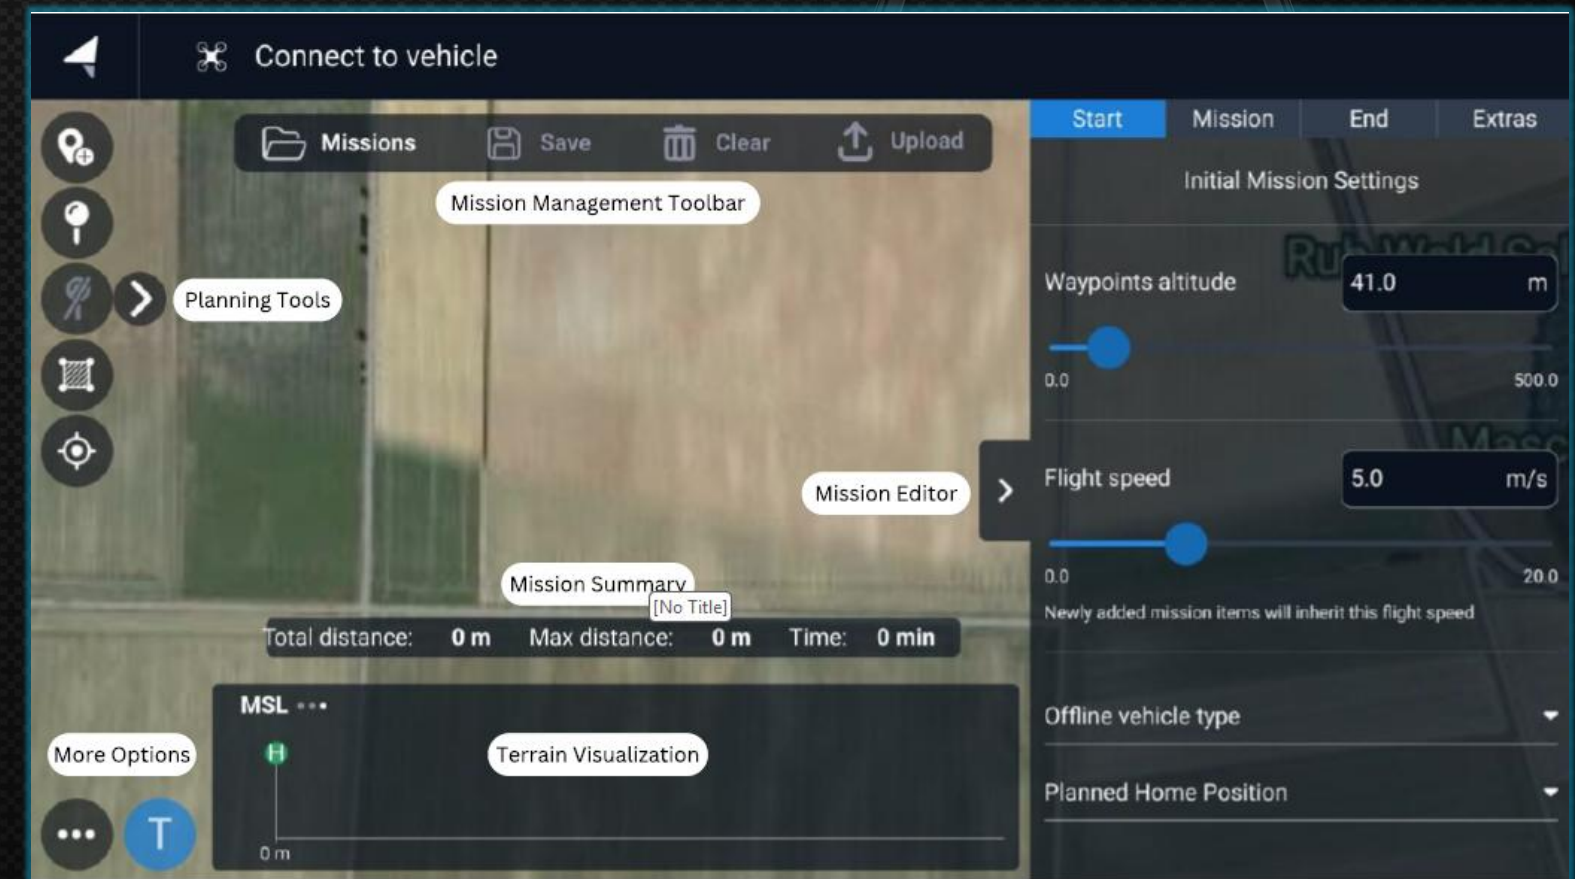 Connect to vehicle
Missions Save Clear Upload
Mission Management Toolbar
Planning Tools
Mission Editor
Mission Summary
[No Title]
Total distance: 0 m Max distance: 0 m Time: 0 min
MSL
H
Terrain Visualization
0 m
More Options
T
Start Mission End Extras
Initial Mission Settings
Waypoints altitude 41.0 m
0.0 500.0
Flight speed 5.0 m/s
0.0 20.0
Newly added mission items will inherit this flight speed
Offline vehicle type
Planned Home Position